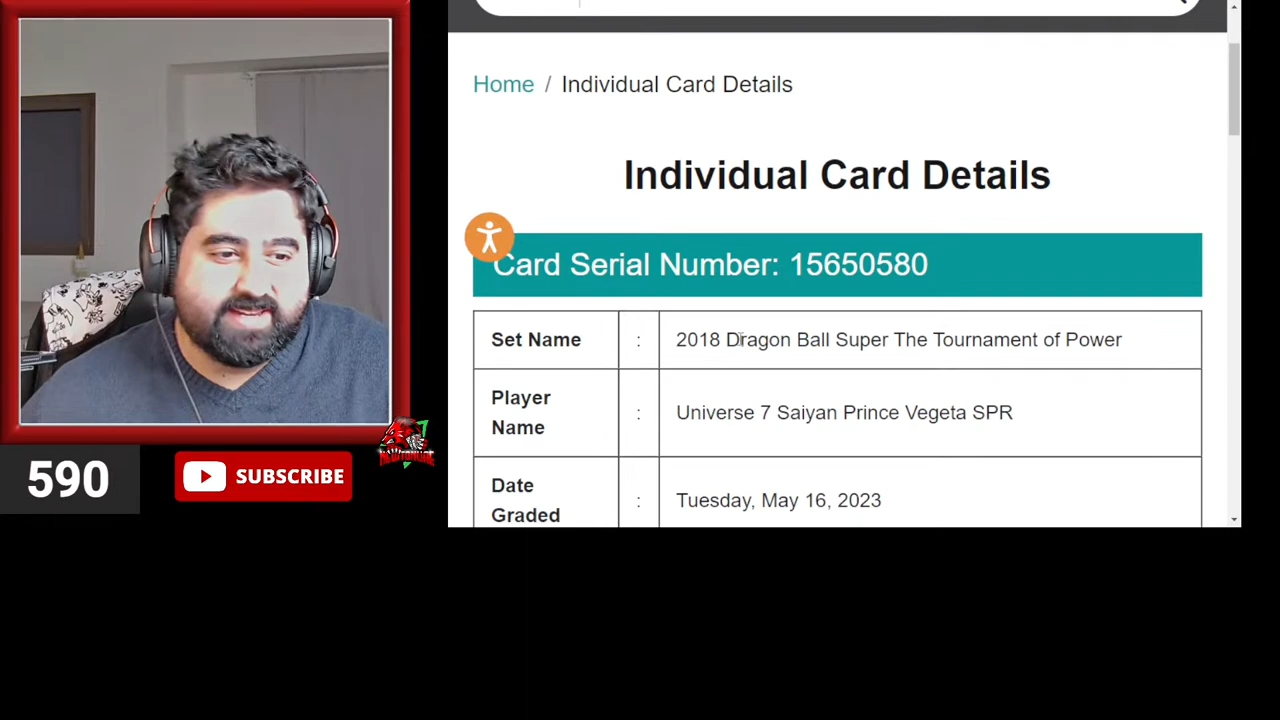 Home / Individual Card Details
Individual Card Details
Card Serial Number: 15650580
Set Name : 2018 Dragon Ball Super The Tournament of Power
Player
Name : Universe 7 Saiyan Prince Vegeta SPR
Date
Graded : Tuesday, May 16, 2023
590
SUBSCRIBE